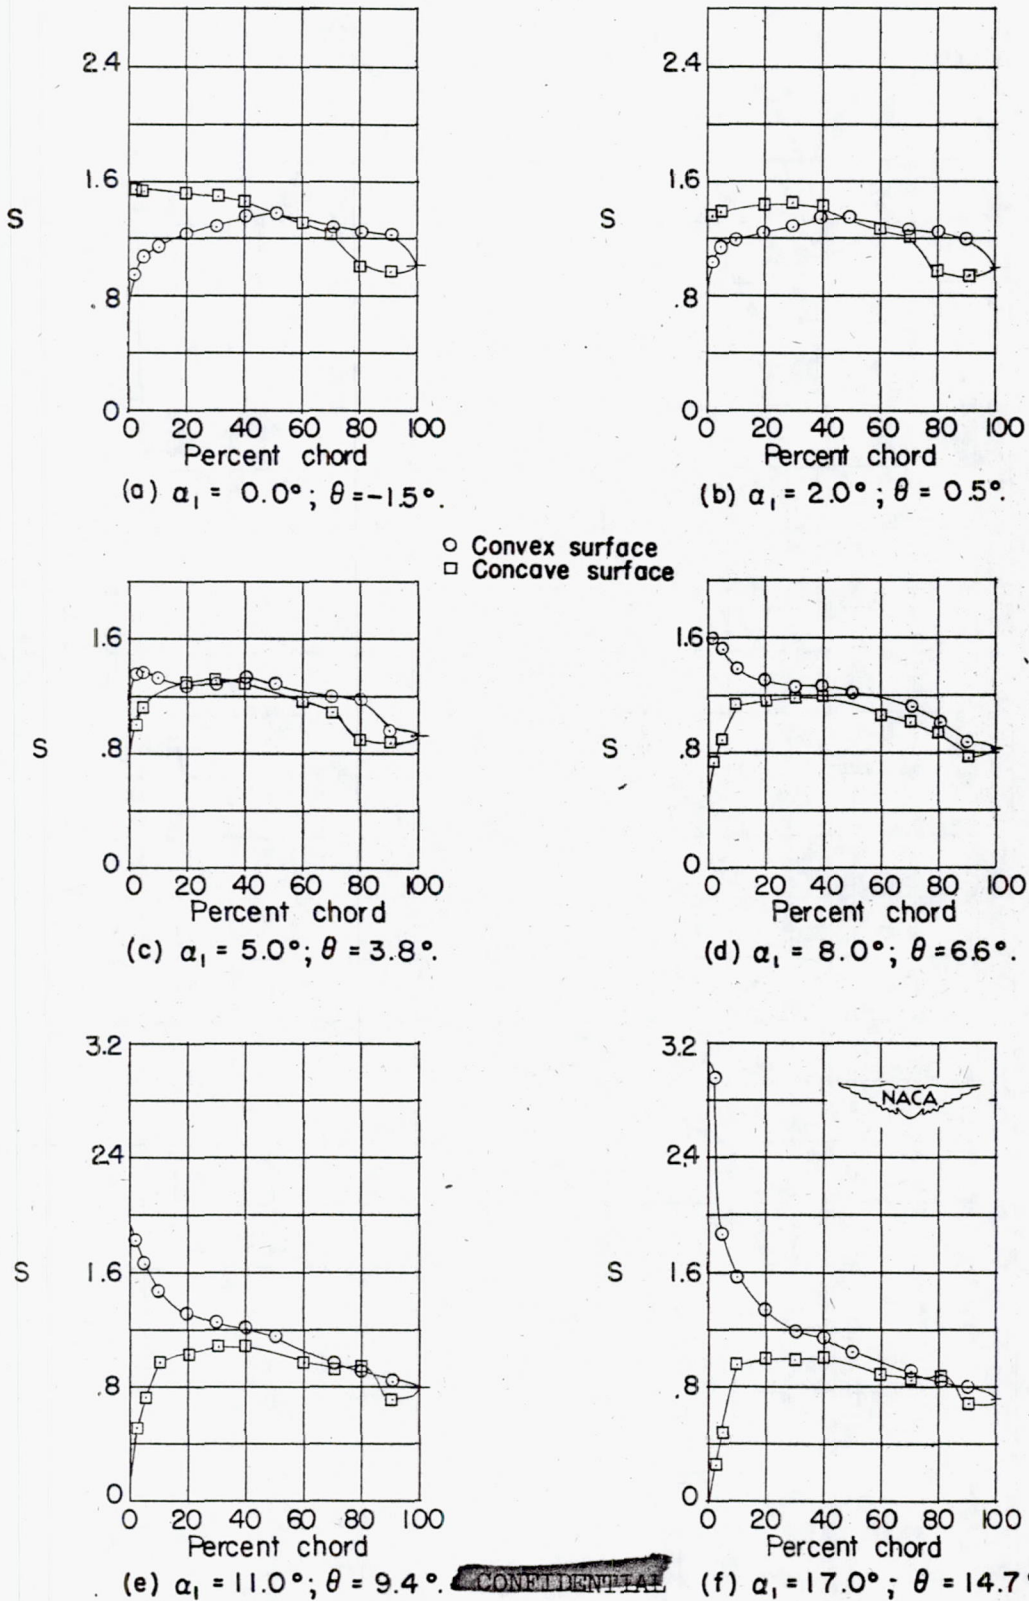 2.4
1.6
S
.8
0
0 20 40 60 80 100
Percent chord
(a) α₁ = 0.0°; θ = -1.5°.
2.4
1.6
S
.8
0
0 20 40 60 80 100
Percent chord
(b) α₁ = 2.0°; θ = 0.5°.
Convex surface
Concave surface
1.6
S
.8
0
0 20 40 60 80 100
Percent chord
(c) α₁ = 5.0°; θ = 3.8°.
1.6
S
.8
0
0 20 40 60 80 100
Percent chord
(d) α₁ = 8.0°; θ = 6.6°.
3.2
2.4
S
1.6
.8
0
0 20 40 60 80 100
Percent chord
(e) α₁ = 11.0°; θ = 9.4°.
3.2
NACA
2.4
S
1.6
.8
0
0 20 40 60 80 100
Percent chord
(f) α₁ = 17.0°; θ = 14.7°
CONFIDENTIAL